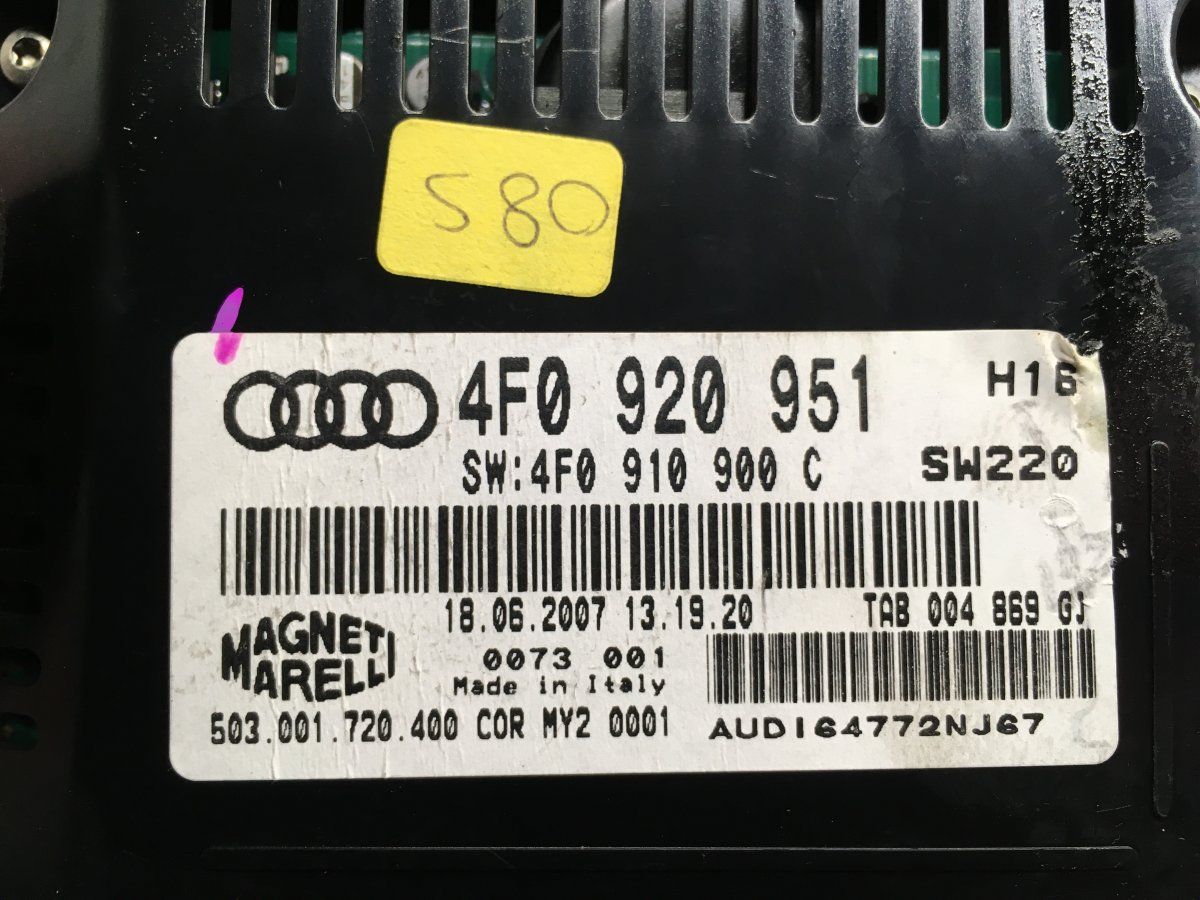 580
4F0 920 951 H16
SW:4F0 910 900 C SW220
18.06.2007 13.19.20 TAB 004 869 GJ
MAGNETI
MARELLI
0073 001
Made in Italy
503.001.720.400 COR MY2 0001
AUDI64772NJ67